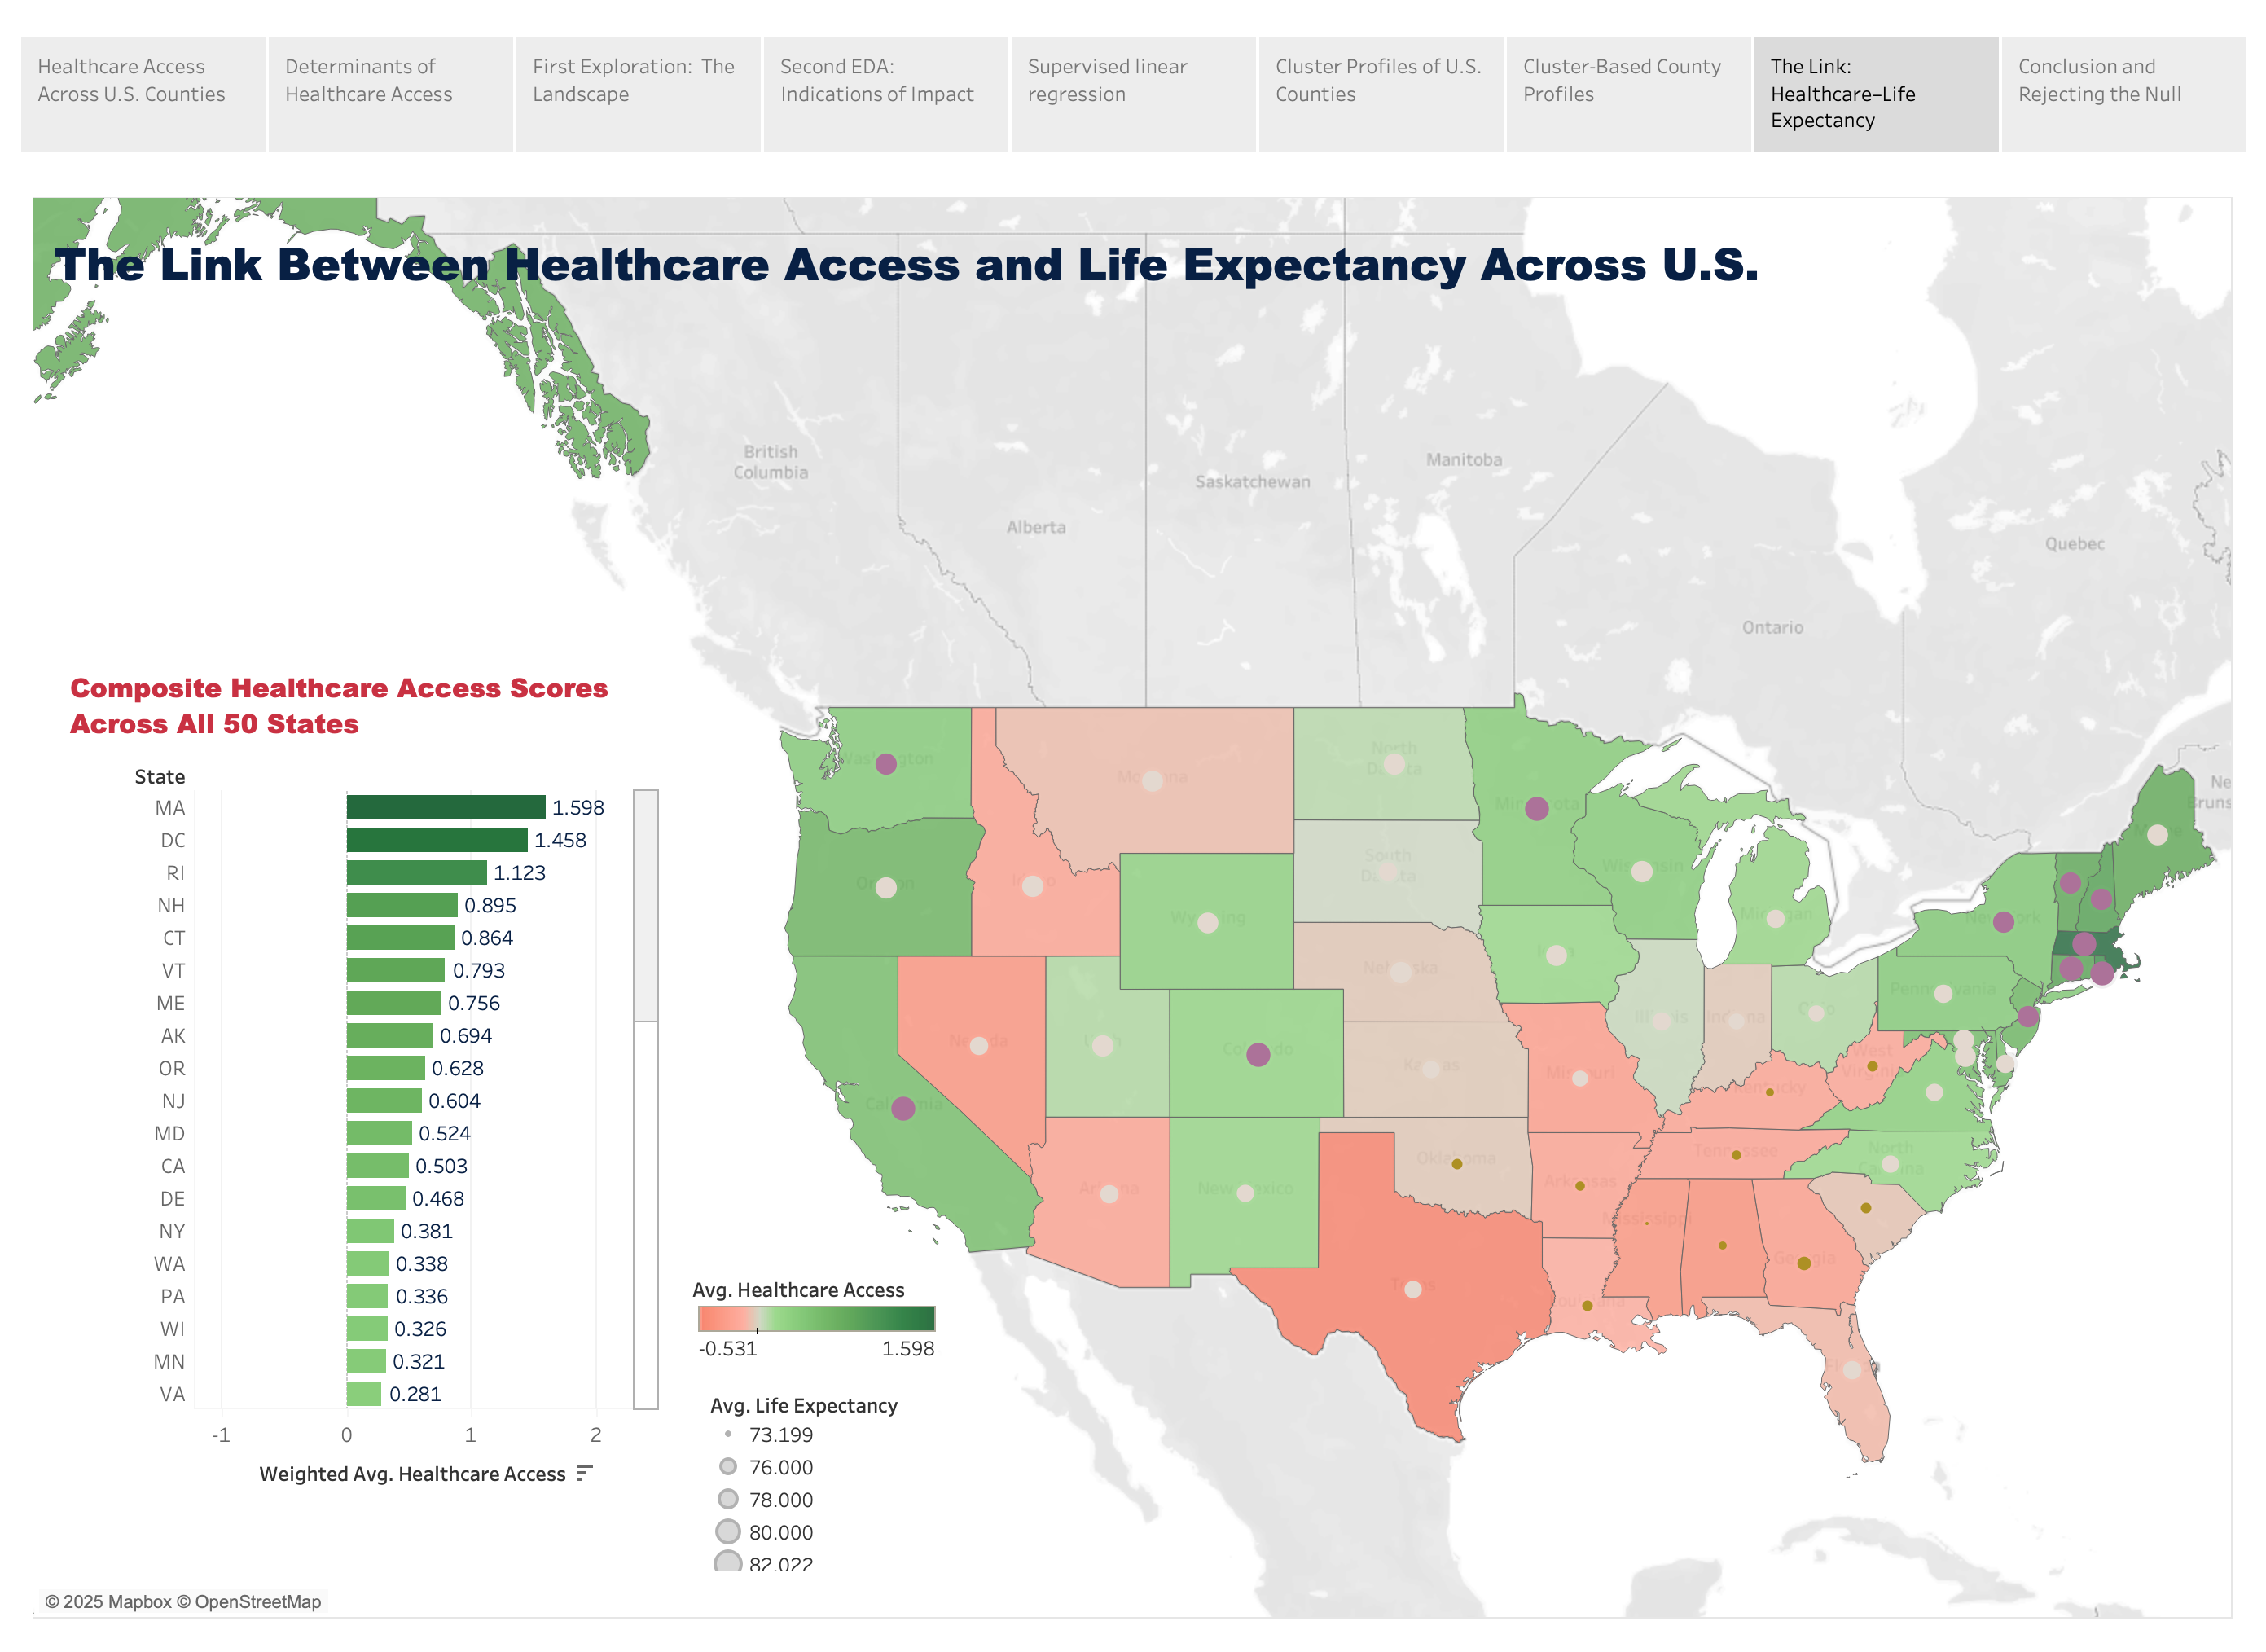 Healthcare Access
Across U.S. Counties
Determinants of
Healthcare Access
First Exploration: The
Landscape
Second EDA:
Indications of Impact
Supervised linear
regression
Cluster Profiles of U.S.
Counties
Cluster-Based County
Profiles
The Link:
Healthcare–Life
Expectancy
Conclusion and
Rejecting the Null
The Link Between Healthcare Access and Life Expectancy Across U.S.
British
Columbia
Alberta
Saskatchewan
Manitoba
Ontario
Quebec
Composite Healthcare Access Scores
Across All 50 States
State
MA 1.598
DC 1.458
RI 1.123
NH 0.895
CT 0.864
VT 0.793
ME 0.756
AK 0.694
OR 0.628
NJ 0.604
MD 0.524
CA 0.503
DE 0.468
NY 0.381
WA 0.338
PA 0.336
WI 0.326
MN 0.321
VA 0.281
-1 0 1 2
Weighted Avg. Healthcare Access
Avg. Healthcare Access
-0.531 1.598
Avg. Life Expectancy
73.199
76.000
78.000
80.000
82.022
North
South
West
Tennessee
Mississippi
North
© 2025 Mapbox © OpenStreetMap